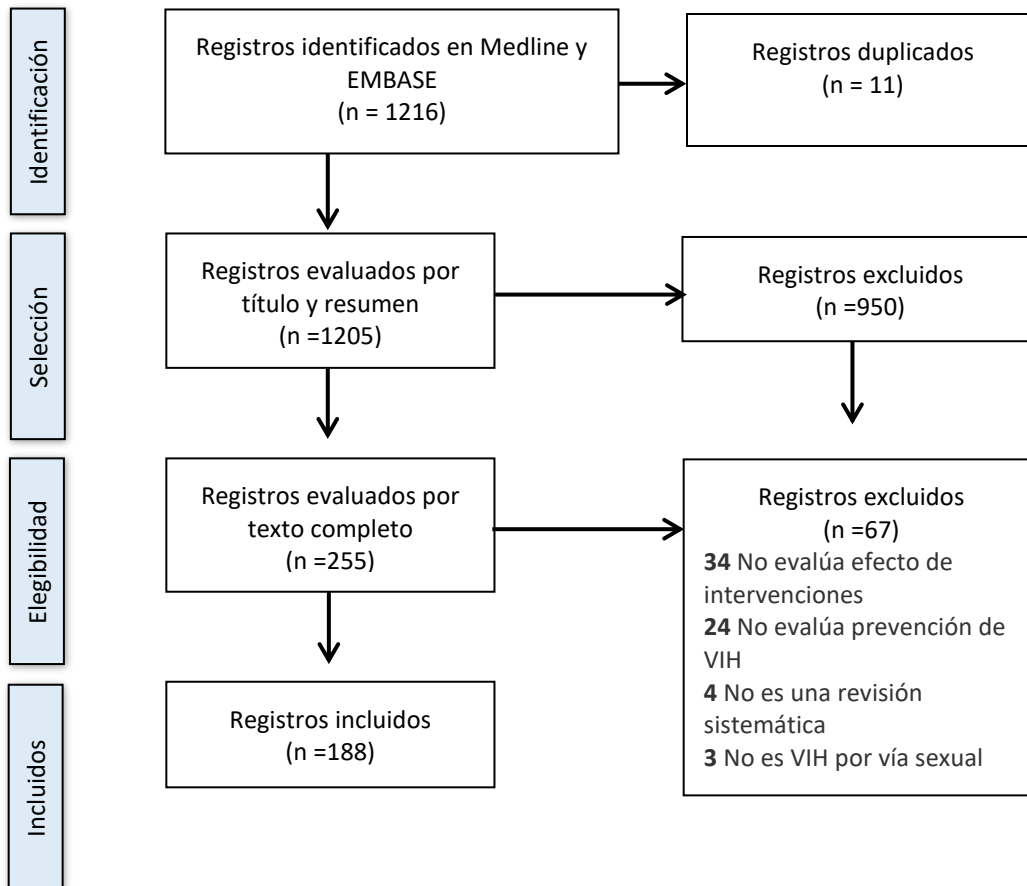 Identificación
Registros identificados en Medline y
EMBASE
(n = 1216)
Registros duplicados
(n = 11)
Selección
Registros evaluados por
título y resumen
(n =1205)
Registros excluidos
(n =950)
Elegibilidad
Registros evaluados por
texto completo
(n =255)
Registros excluidos
(n =67)
34 No evalúa efecto de
intervenciones
24 No evalúa prevención de
VIH
4 No es una revisión
sistemática
3 No es VIH por vía sexual
Incluidos
Registros incluidos
(n =188)